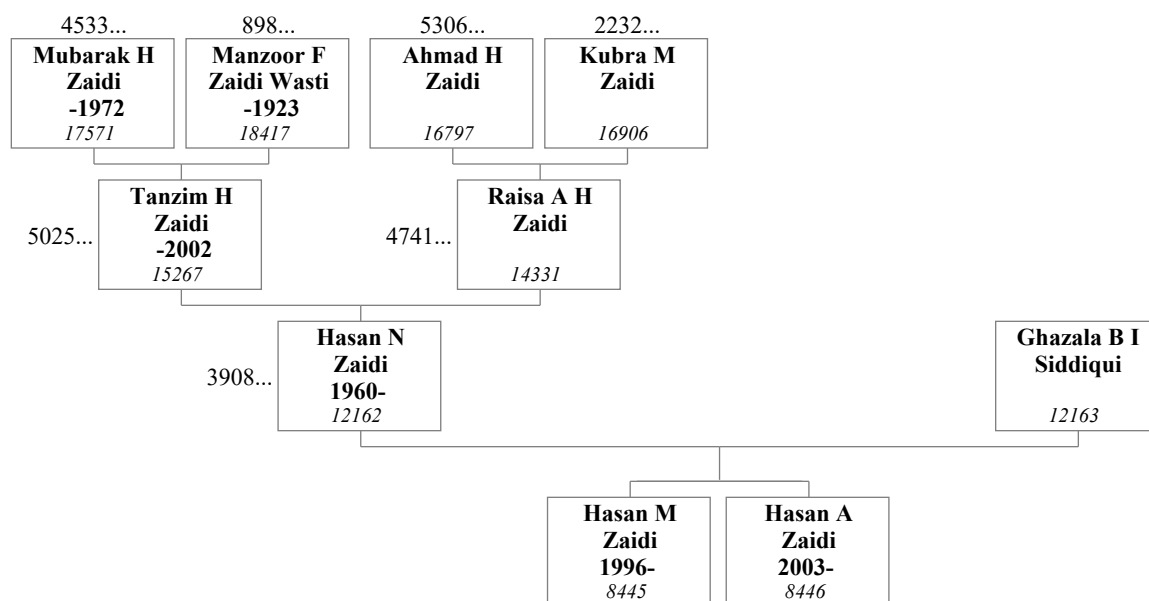 4533...
898...
5306...
2232...
Mubarak H
Zaidi
-1972
17571
Manzoor F
Zaidi Wasti
-1923
18417
Ahmad H
Zaidi
16797
Kubra M
Zaidi
16906
5025...
Tanzim H
Zaidi
-2002
15267
4741...
Raisa A H
Zaidi
14331
3908...
Hasan N
Zaidi
1960-
12162
Ghazala B I
Siddiqui
12163
Hasan M
Zaidi
1996-
8445
Hasan A
Zaidi
2003-
8446